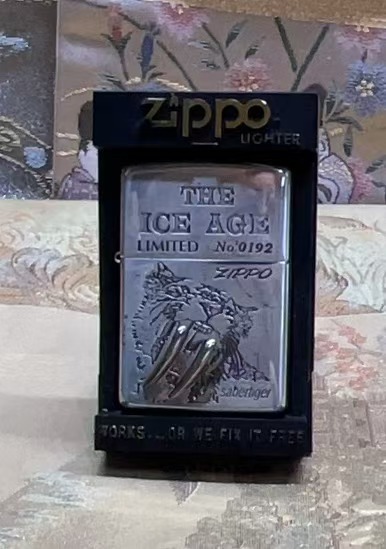 Zippo
LIGHTER
THE
ICE AGE
LIMITED No 0192
ZIPPO
sabertiger
WORKS...OR WE FIX IT FREE